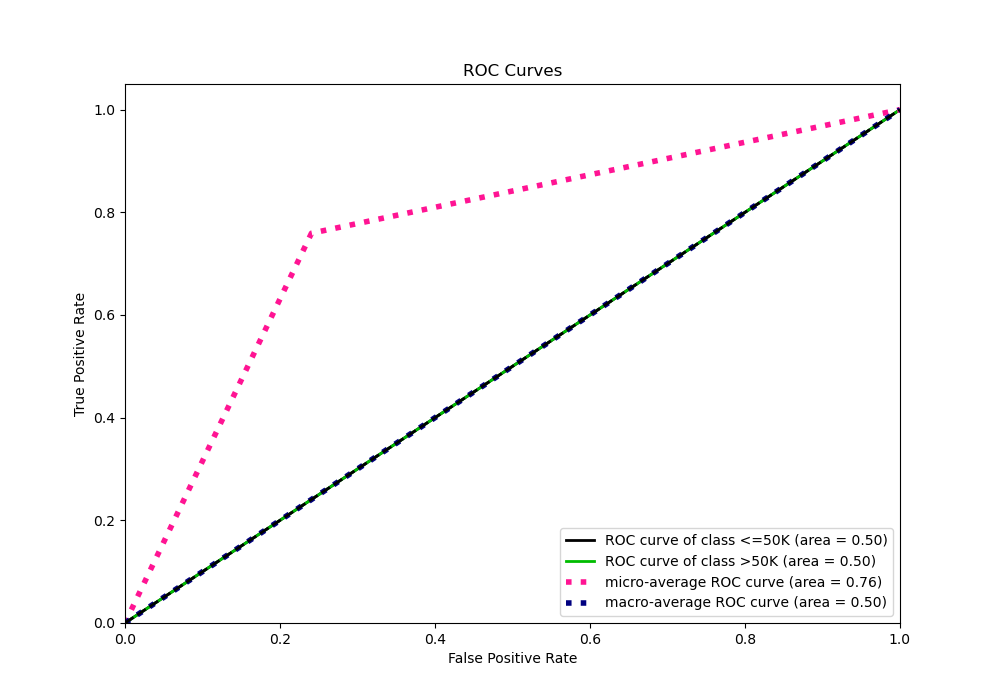 ROC Curves
True Positive Rate
1.0
0.8
0.6
0.4
0.2
0.0
0.0 0.2 0.4 0.6 0.8 1.0
False Positive Rate
ROC curve of class <=50K (area = 0.50)
ROC curve of class >50K (area = 0.50)
micro-average ROC curve (area = 0.76)
macro-average ROC curve (area = 0.50)